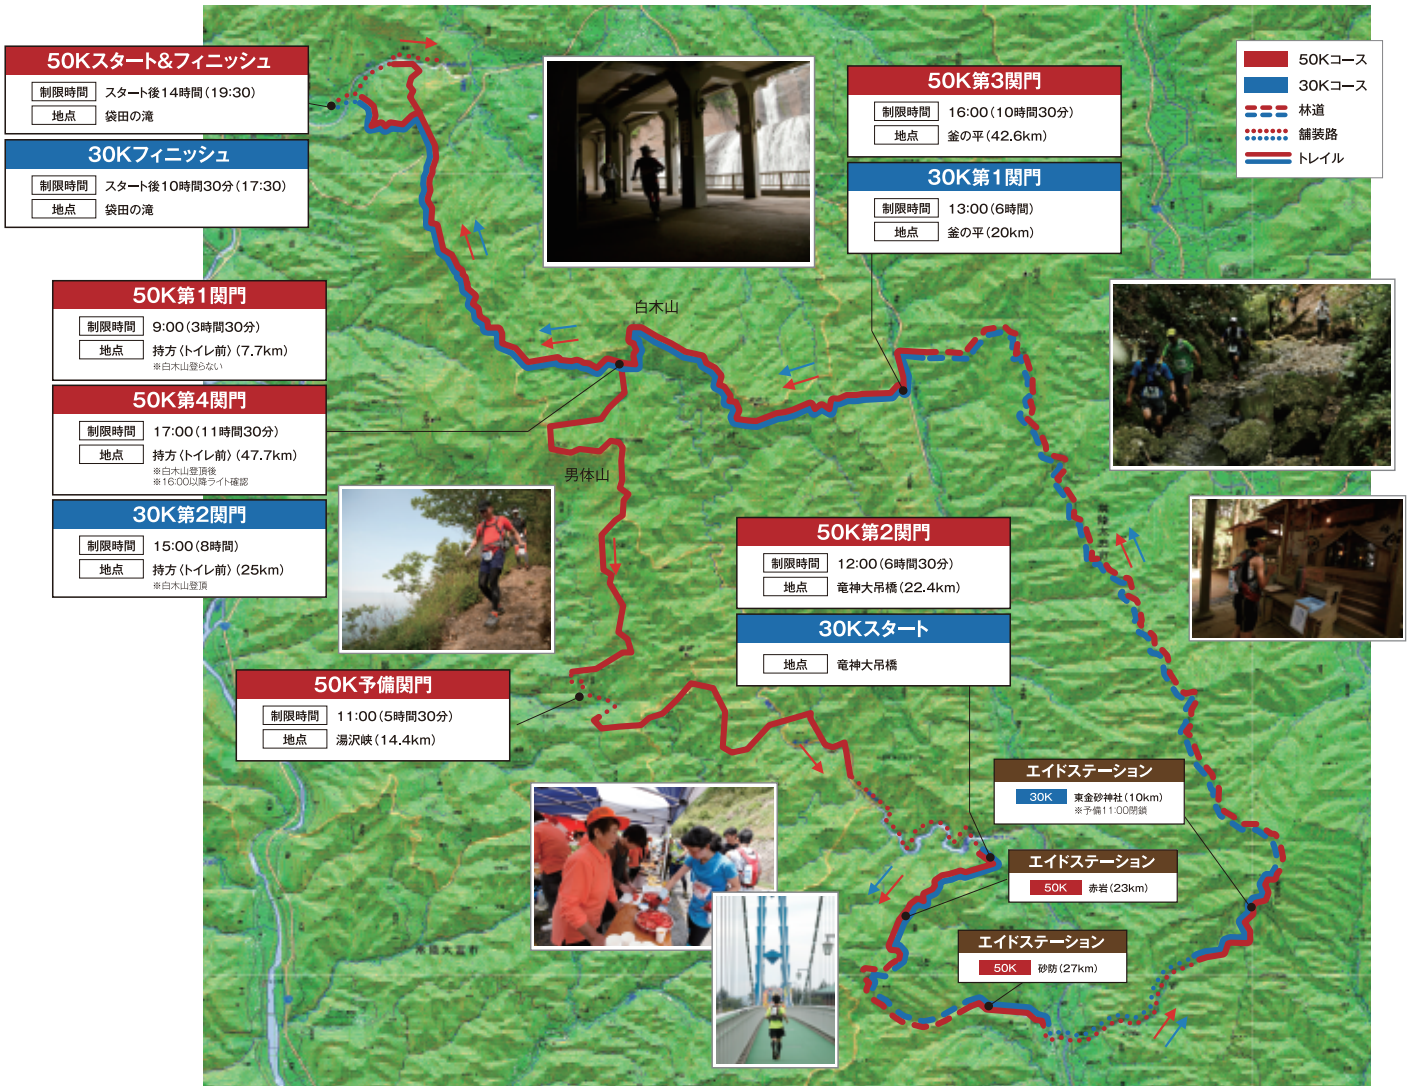 50Kスタート&フィニッシュ
制限時間 スタート後14時間(19:30)
地点 袋田の滝
30Kフィニッシュ
制限時間 スタート後10時間30分(17:30)
地点 袋田の滝
50K第3関門
制限時間 16:00(10時間30分)
地点 釜の平(42.6km)
30K第1関門
制限時間 13:00(6時間)
地点 釜の平(20km)
50Kコース
30Kコース
林道
舗装路
トレイル
50K第1関門
制限時間 9:00(3時間30分)
地点 持方〈トイレ前〉(7.7km)
※白木山登らない
50K第4関門
制限時間 17:00(11時間30分)
地点 持方〈トイレ前〉(47.7km)
※白木山登頂後
※16:00以降ライト確認
30K第2関門
制限時間 15:00(8時間)
地点 持方〈トイレ前〉(25km)
※白木山登頂
白木山
男体山
50K第2関門
制限時間 12:00(6時間30分)
地点 竜神大吊橋(22.4km)
30Kスタート
地点 竜神大吊橋
50K予備関門
制限時間 11:00(5時間30分)
地点 湯沢峡(14.4km)
エイドステーション
30K 東金砂神社(10km)
※予備11:00閉鎖
エイドステーション
50K 赤岩(23km)
エイドステーション
50K 砂防(27km)
常陸太田市